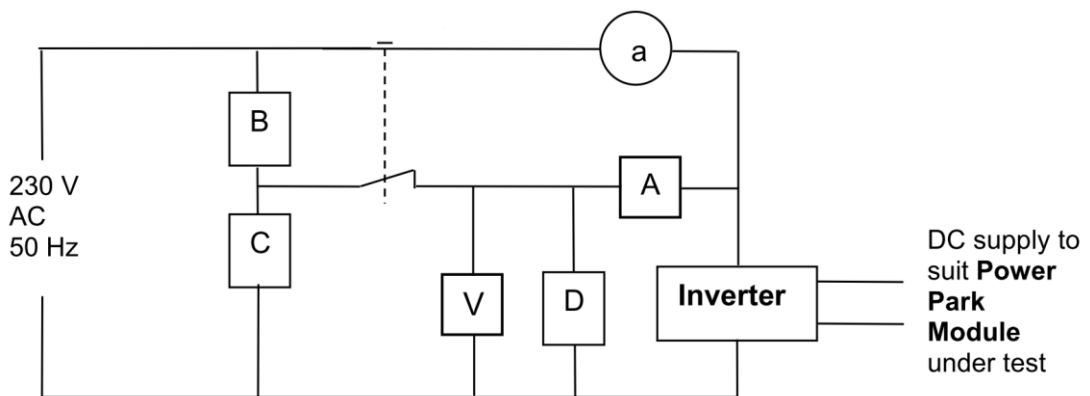 a
B
A
230 V
AC
50 Hz
C
V
D
Inverter
DC supply to
suit Power
Park
Module
under test